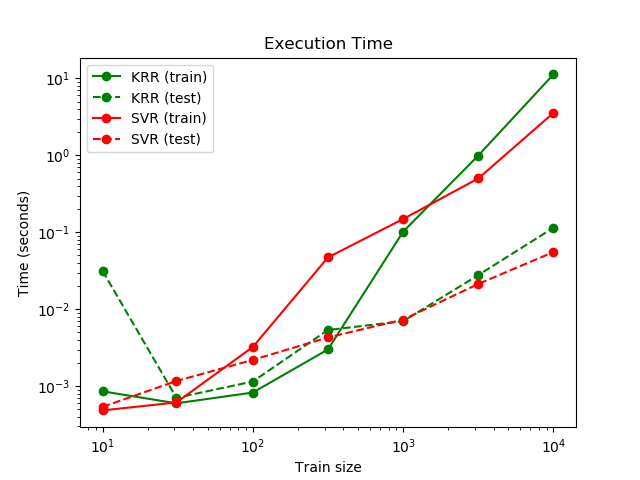 Execution Time
KRR (train)
KRR (test)
SVR (train)
SVR (test)
10¹
10⁰
10⁻¹
10⁻²
10⁻³
Time (seconds)
10¹ 10² 10³ 10⁴
Train size